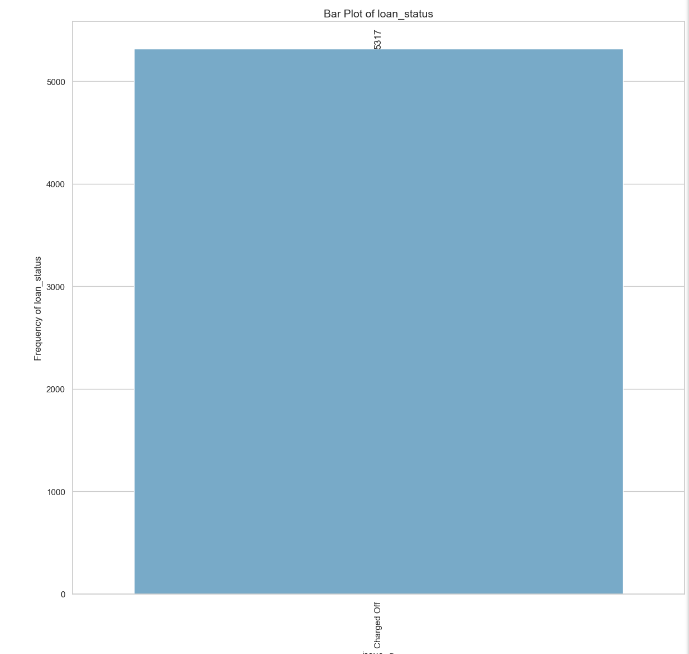 Bar Plot of loan_status
5317
5000
4000
3000
2000
1000
0
Frequency of loan_status
Charged Off